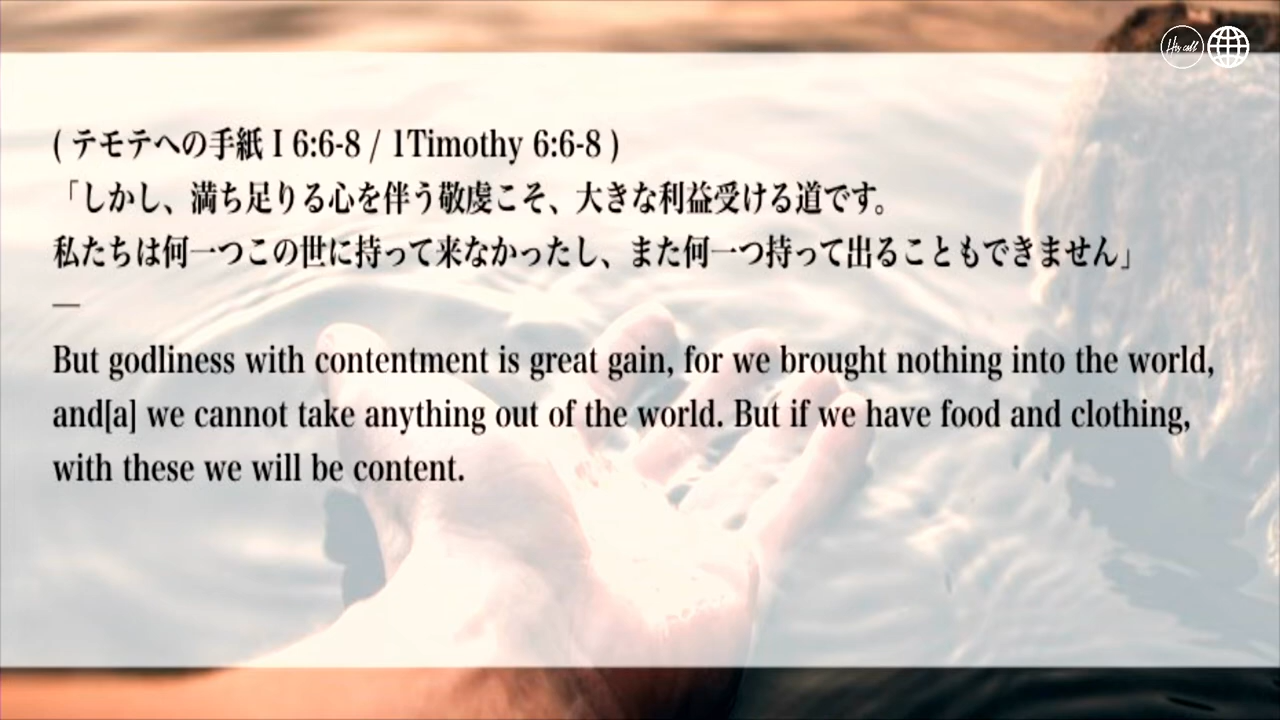 His call
( テモテへの手紙 I 6:6-8 / 1Timothy 6:6-8 )
「しかし、満ち足りる心を伴う敬虔こそ、大きな利益受ける道です。
私たちは何一つこの世に持って来なかったし、また何一つ持って出ることもできません」
—
But godliness with contentment is great gain, for we brought nothing into the world,
and[a] we cannot take anything out of the world. But if we have food and clothing,
with these we will be content.